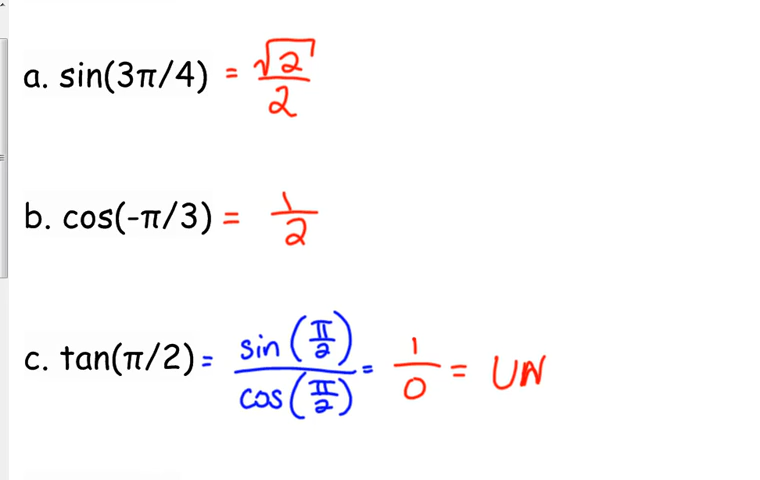 a. sin(3π/4) = √2/2
b. cos(-π/3) = 1/2
c. tan(π/2) = sin(π/2)/cos(π/2) = 1/0 = UN